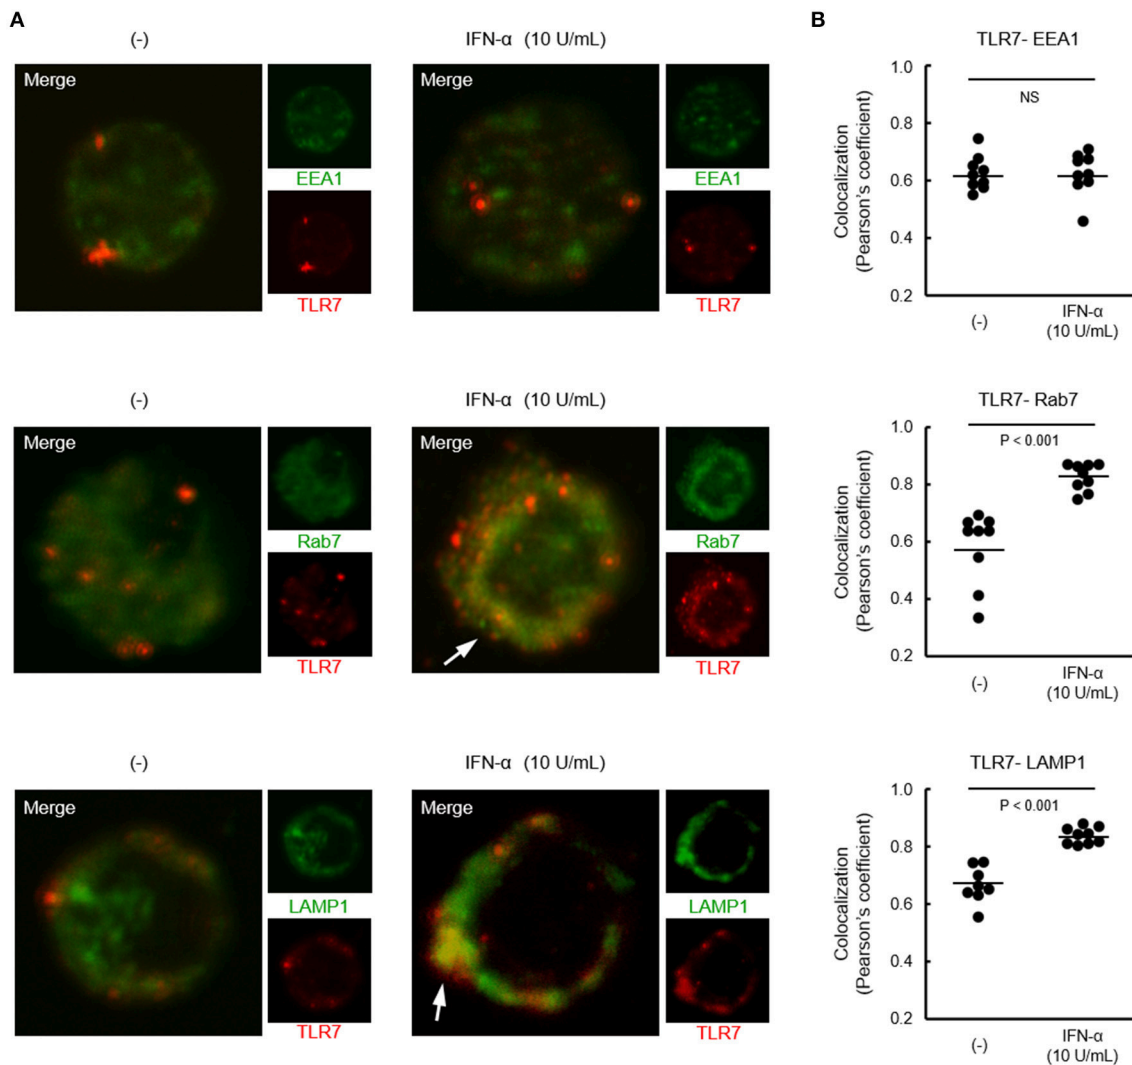 A
(-)
IFN-α (10 U/mL)
Merge
EEA1
TLR7
Merge
EEA1
TLR7
(-)
IFN-α (10 U/mL)
Merge
Rab7
TLR7
Merge
Rab7
TLR7
(-)
IFN-α (10 U/mL)
Merge
LAMP1
TLR7
Merge
LAMP1
TLR7
B
TLR7- EEA1
NS
Colocalization
(Pearson's coefficient)
1.0
0.8
0.6
0.4
0.2
(-)
IFN-α
(10 U/mL)
TLR7- Rab7
P < 0.001
Colocalization
(Pearson's coefficient)
1.0
0.8
0.6
0.4
0.2
(-)
IFN-α
(10 U/mL)
TLR7- LAMP1
P < 0.001
Colocalization
(Pearson's coefficient)
1.0
0.8
0.6
0.4
0.2
(-)
IFN-α
(10 U/mL)